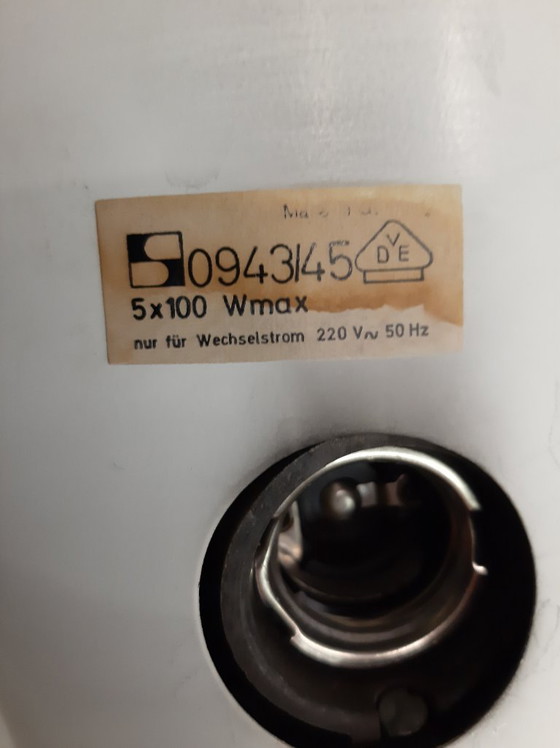 0943/45 VDE
5x100 Wmax
nur für Wechselstrom 220 V~ 50 Hz